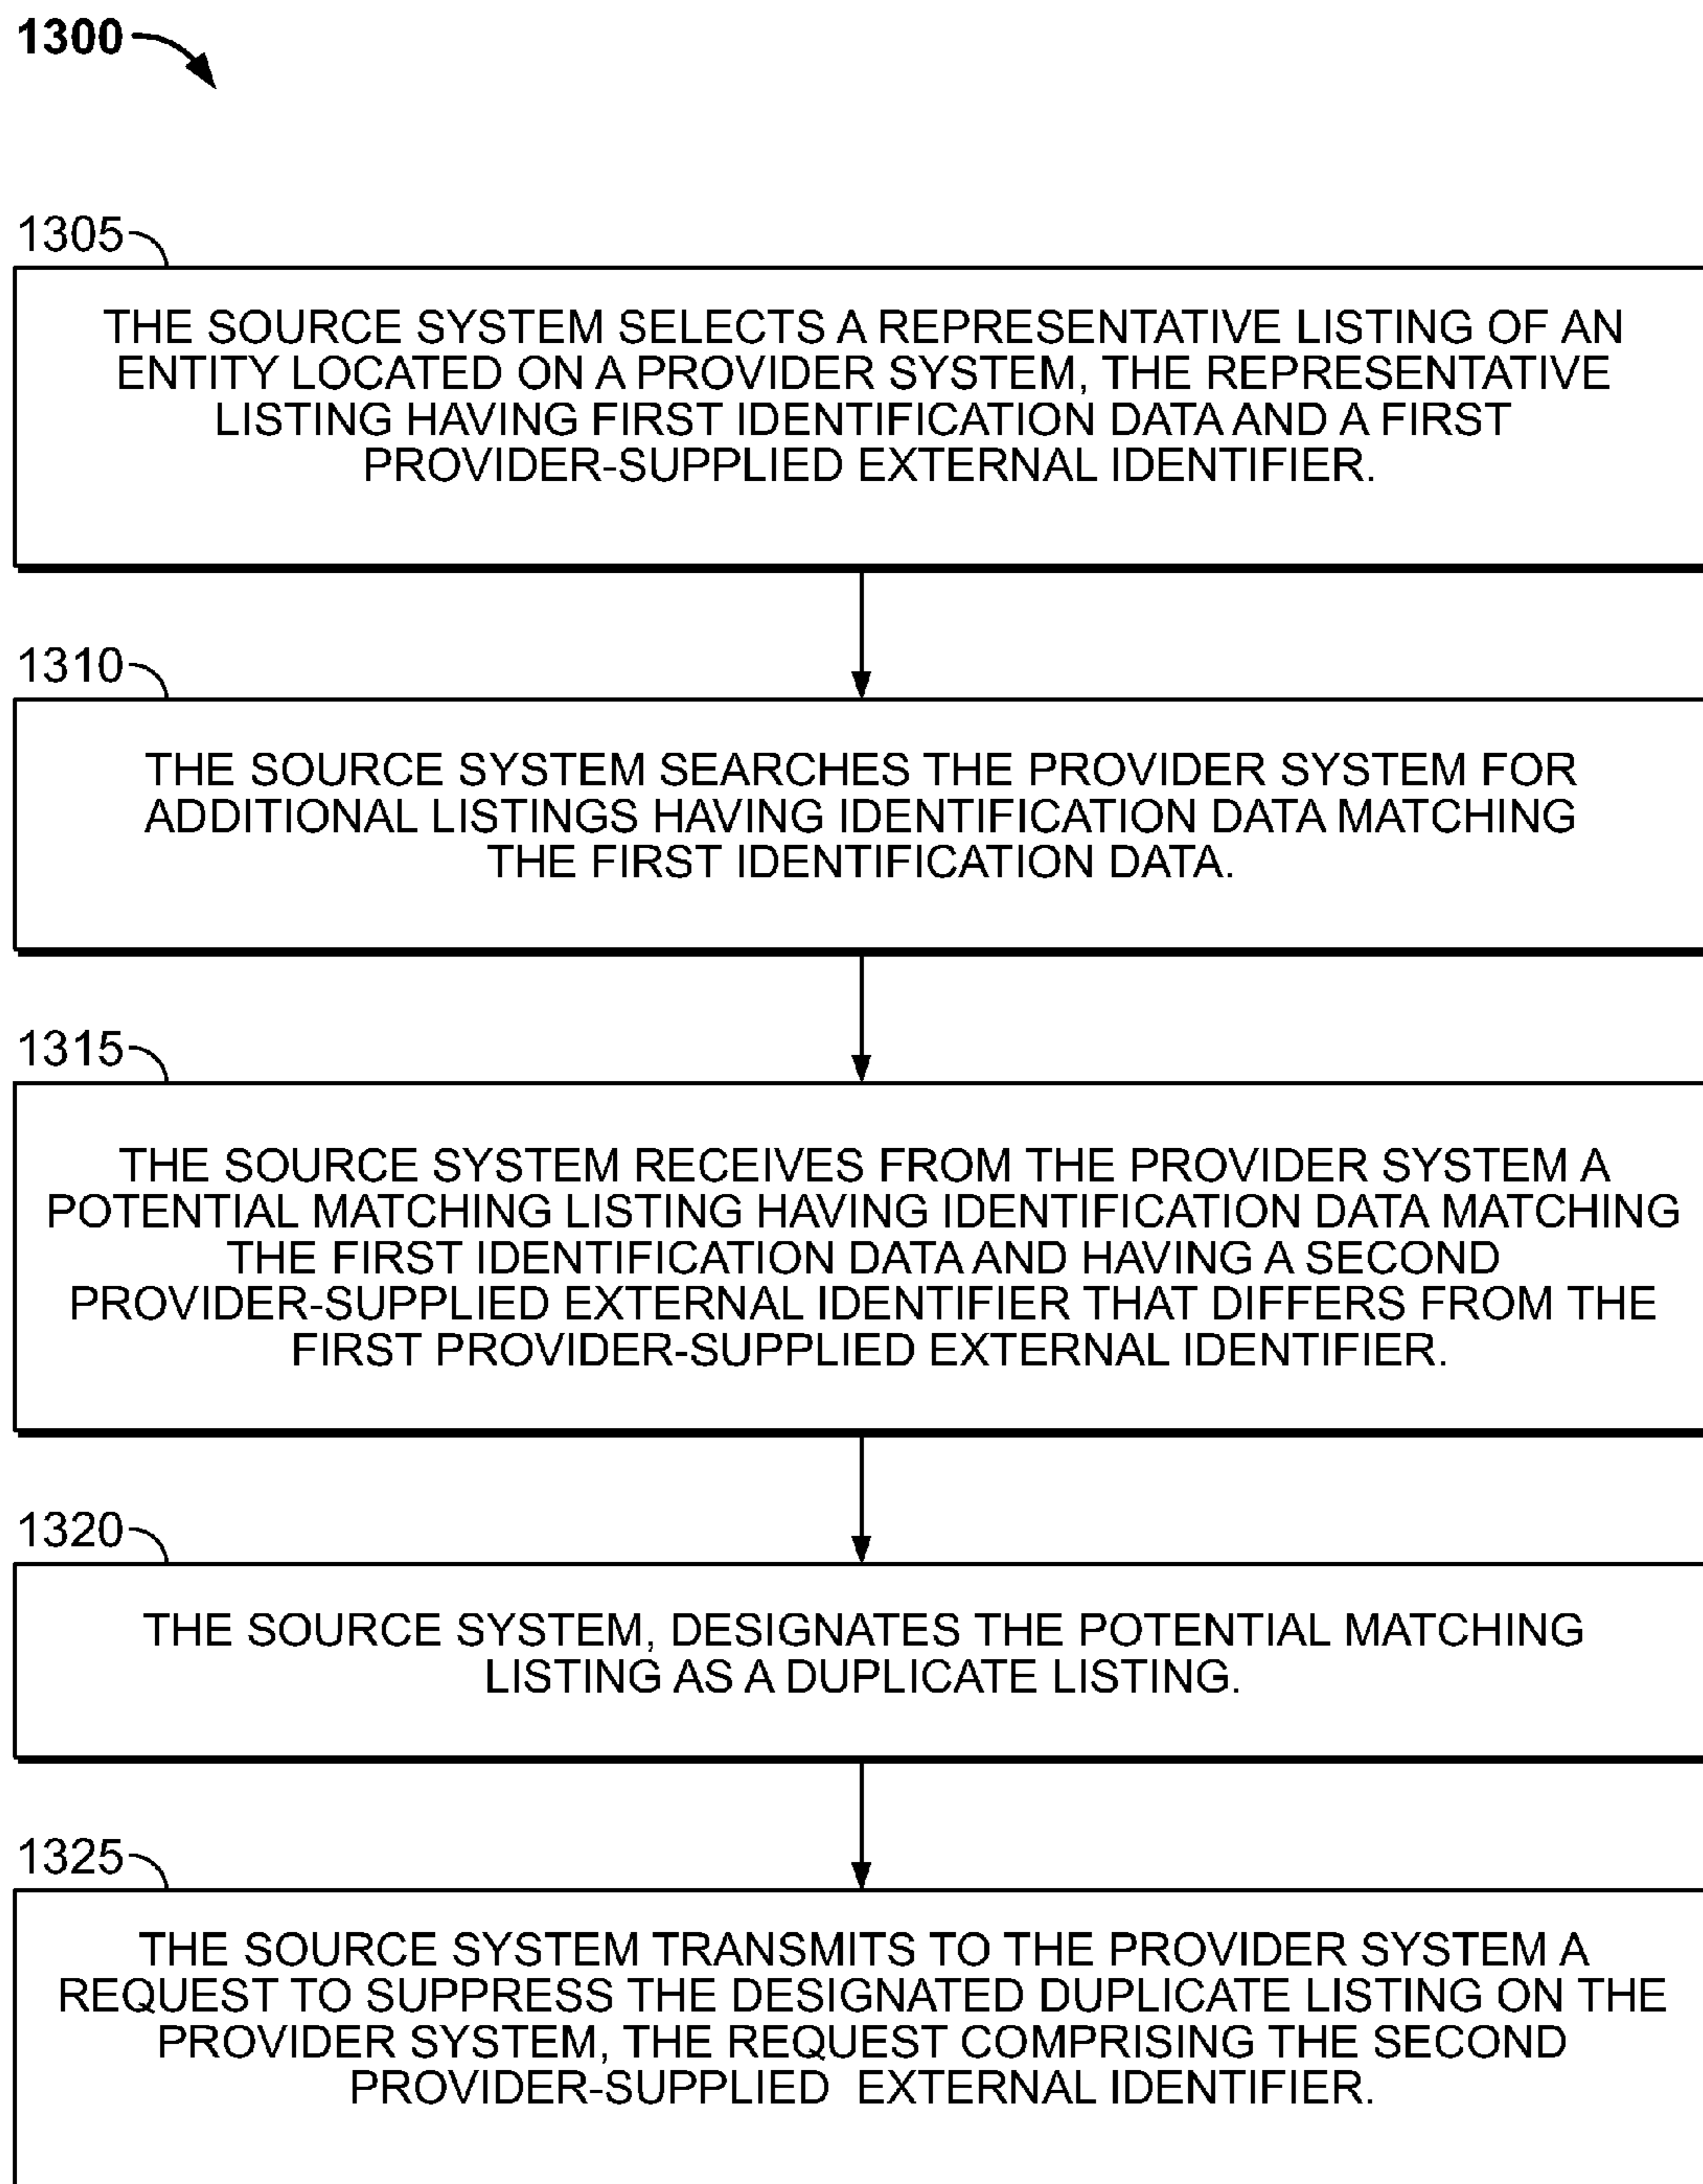 1300
1305
THE SOURCE SYSTEM SELECTS A REPRESENTATIVE LISTING OF AN
ENTITY LOCATED ON A PROVIDER SYSTEM, THE REPRESENTATIVE
LISTING HAVING FIRST IDENTIFICATION DATA AND A FIRST
PROVIDER-SUPPLIED EXTERNAL IDENTIFIER.
1310
THE SOURCE SYSTEM SEARCHES THE PROVIDER SYSTEM FOR
ADDITIONAL LISTINGS HAVING IDENTIFICATION DATA MATCHING
THE FIRST IDENTIFICATION DATA.
1315
THE SOURCE SYSTEM RECEIVES FROM THE PROVIDER SYSTEM A
POTENTIAL MATCHING LISTING HAVING IDENTIFICATION DATA MATCHING
THE FIRST IDENTIFICATION DATA AND HAVING A SECOND
PROVIDER-SUPPLIED EXTERNAL IDENTIFIER THAT DIFFERS FROM THE
FIRST PROVIDER-SUPPLIED EXTERNAL IDENTIFIER.
1320
THE SOURCE SYSTEM, DESIGNATES THE POTENTIAL MATCHING
LISTING AS A DUPLICATE LISTING.
1325
THE SOURCE SYSTEM TRANSMITS TO THE PROVIDER SYSTEM A
REQUEST TO SUPPRESS THE DESIGNATED DUPLICATE LISTING ON THE
PROVIDER SYSTEM, THE REQUEST COMPRISING THE SECOND
PROVIDER-SUPPLIED EXTERNAL IDENTIFIER.